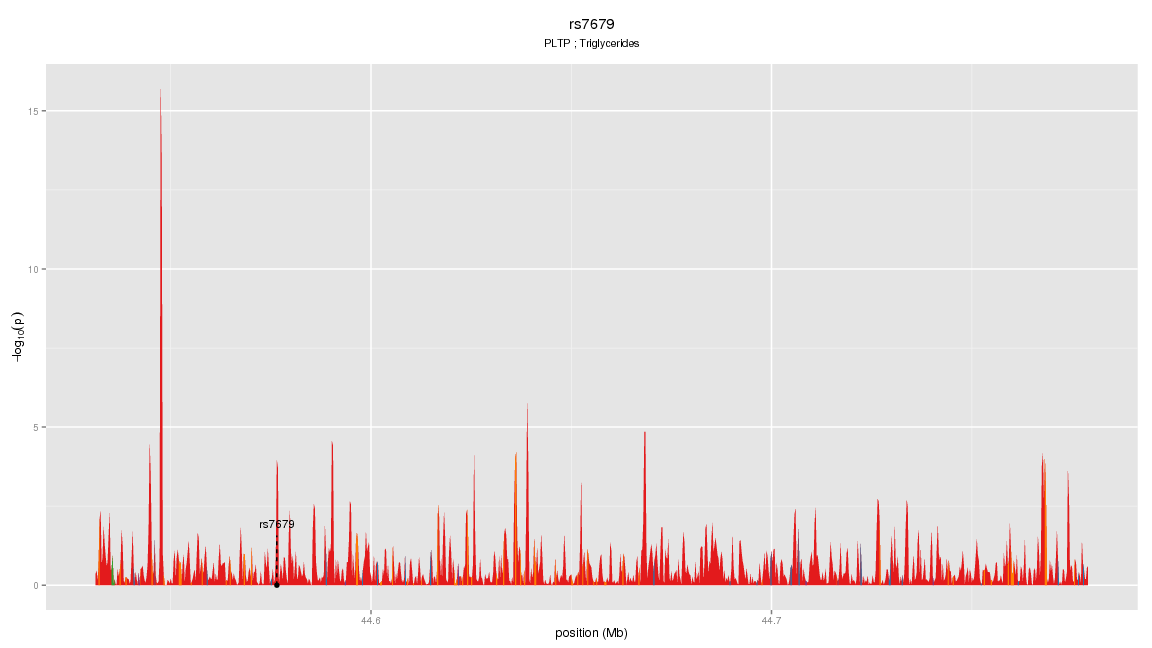 rs7679
PLTP ; Triglycerides
15
10
5
0
−log10(p)
rs7679
44.6
44.7
position (Mb)